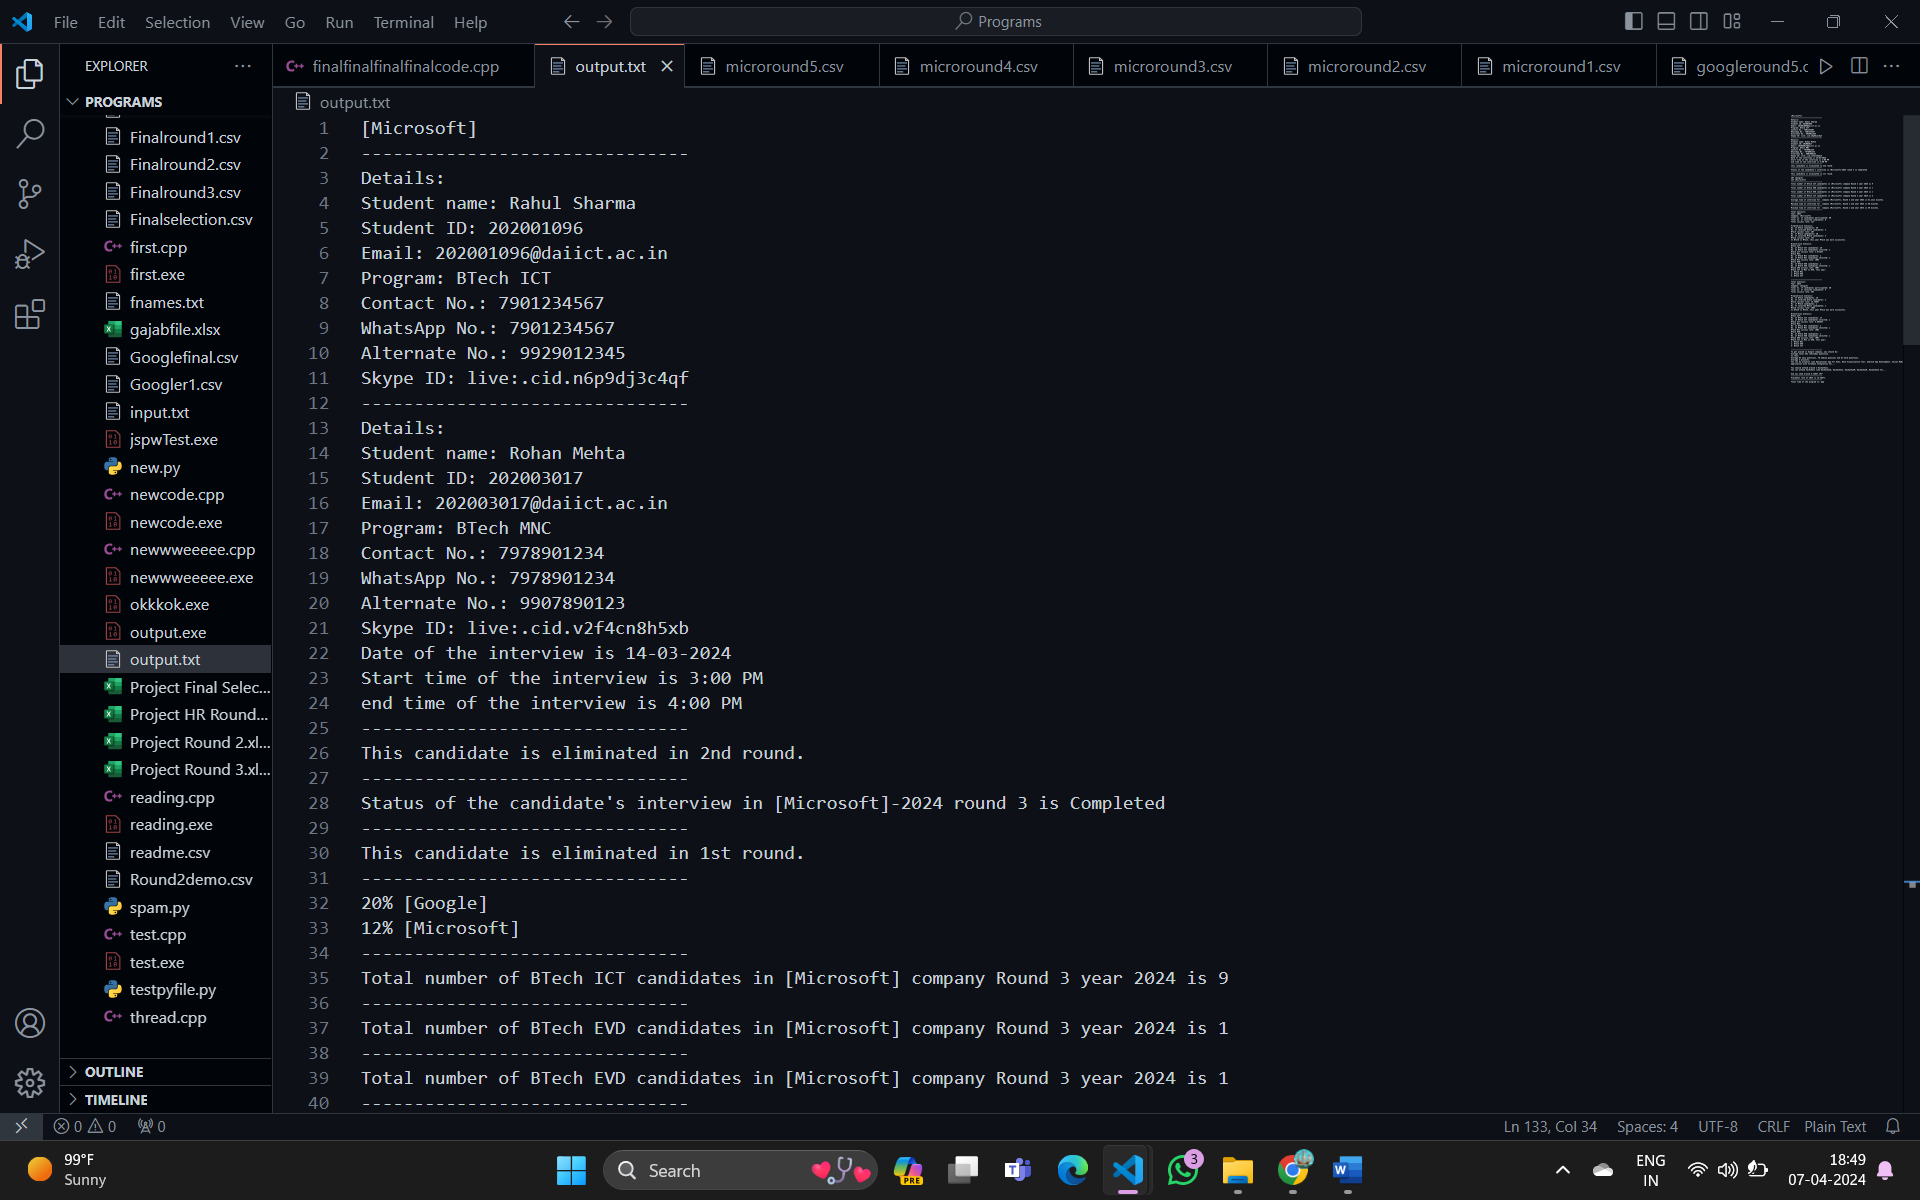 File Edit Selection View Go Run Terminal Help
Programs
EXPLORER
PROGRAMS
Finalround1.csv
Finalround2.csv
Finalround3.csv
Finalselection.csv
first.cpp
first.exe
fnames.txt
gajabfile.xlsx
Googlefinal.csv
Googler1.csv
input.txt
jspwTest.exe
new.py
newcode.cpp
newcode.exe
newwweeeee.cpp
newwweeeee.exe
okkkok.exe
output.exe
output.txt
Project Final Selec...
Project HR Round...
Project Round 2.xl...
Project Round 3.xl...
reading.cpp
reading.exe
readme.csv
Round2demo.csv
spam.py
test.cpp
test.exe
testpyfile.py
thread.cpp
OUTLINE
TIMELINE
finalfinalfinalfinalcode.cpp output.txt microround5.csv microround4.csv microround3.csv microround2.csv microround1.csv googleround5.c
output.txt
1 [Microsoft]
2 -------------------------------
3 Details:
4 Student name: Rahul Sharma
5 Student ID: 202001096
6 Email: 202001096@daiict.ac.in
7 Program: BTech ICT
8 Contact No.: 7901234567
9 WhatsApp No.: 7901234567
10 Alternate No.: 9929012345
11 Skype ID: live:.cid.n6p9dj3c4qf
12 -------------------------------
13 Details:
14 Student name: Rohan Mehta
15 Student ID: 202003017
16 Email: 202003017@daiict.ac.in
17 Program: BTech MNC
18 Contact No.: 7978901234
19 WhatsApp No.: 7978901234
20 Alternate No.: 9907890123
21 Skype ID: live:.cid.v2f4cn8h5xb
22 Date of the interview is 14-03-2024
23 Start time of the interview is 3:00 PM
24 end time of the interview is 4:00 PM
25 -------------------------------
26 This candidate is eliminated in 2nd round.
27 -------------------------------
28 Status of the candidate's interview in [Microsoft]-2024 round 3 is Completed
29 -------------------------------
30 This candidate is eliminated in 1st round.
31 -------------------------------
32 20% [Google]
33 12% [Microsoft]
34 -------------------------------
35 Total number of BTech ICT candidates in [Microsoft] company Round 3 year 2024 is 9
36 -------------------------------
37 Total number of BTech EVD candidates in [Microsoft] company Round 3 year 2024 is 1
38 -------------------------------
39 Total number of BTech EVD candidates in [Microsoft] company Round 3 year 2024 is 1
40 -------------------------------
0 0 0
Ln 133, Col 34 Spaces: 4 UTF-8 CRLF Plain Text
99°F
Sunny
Search
PRE
3
ENG
IN
18:49
07-04-2024